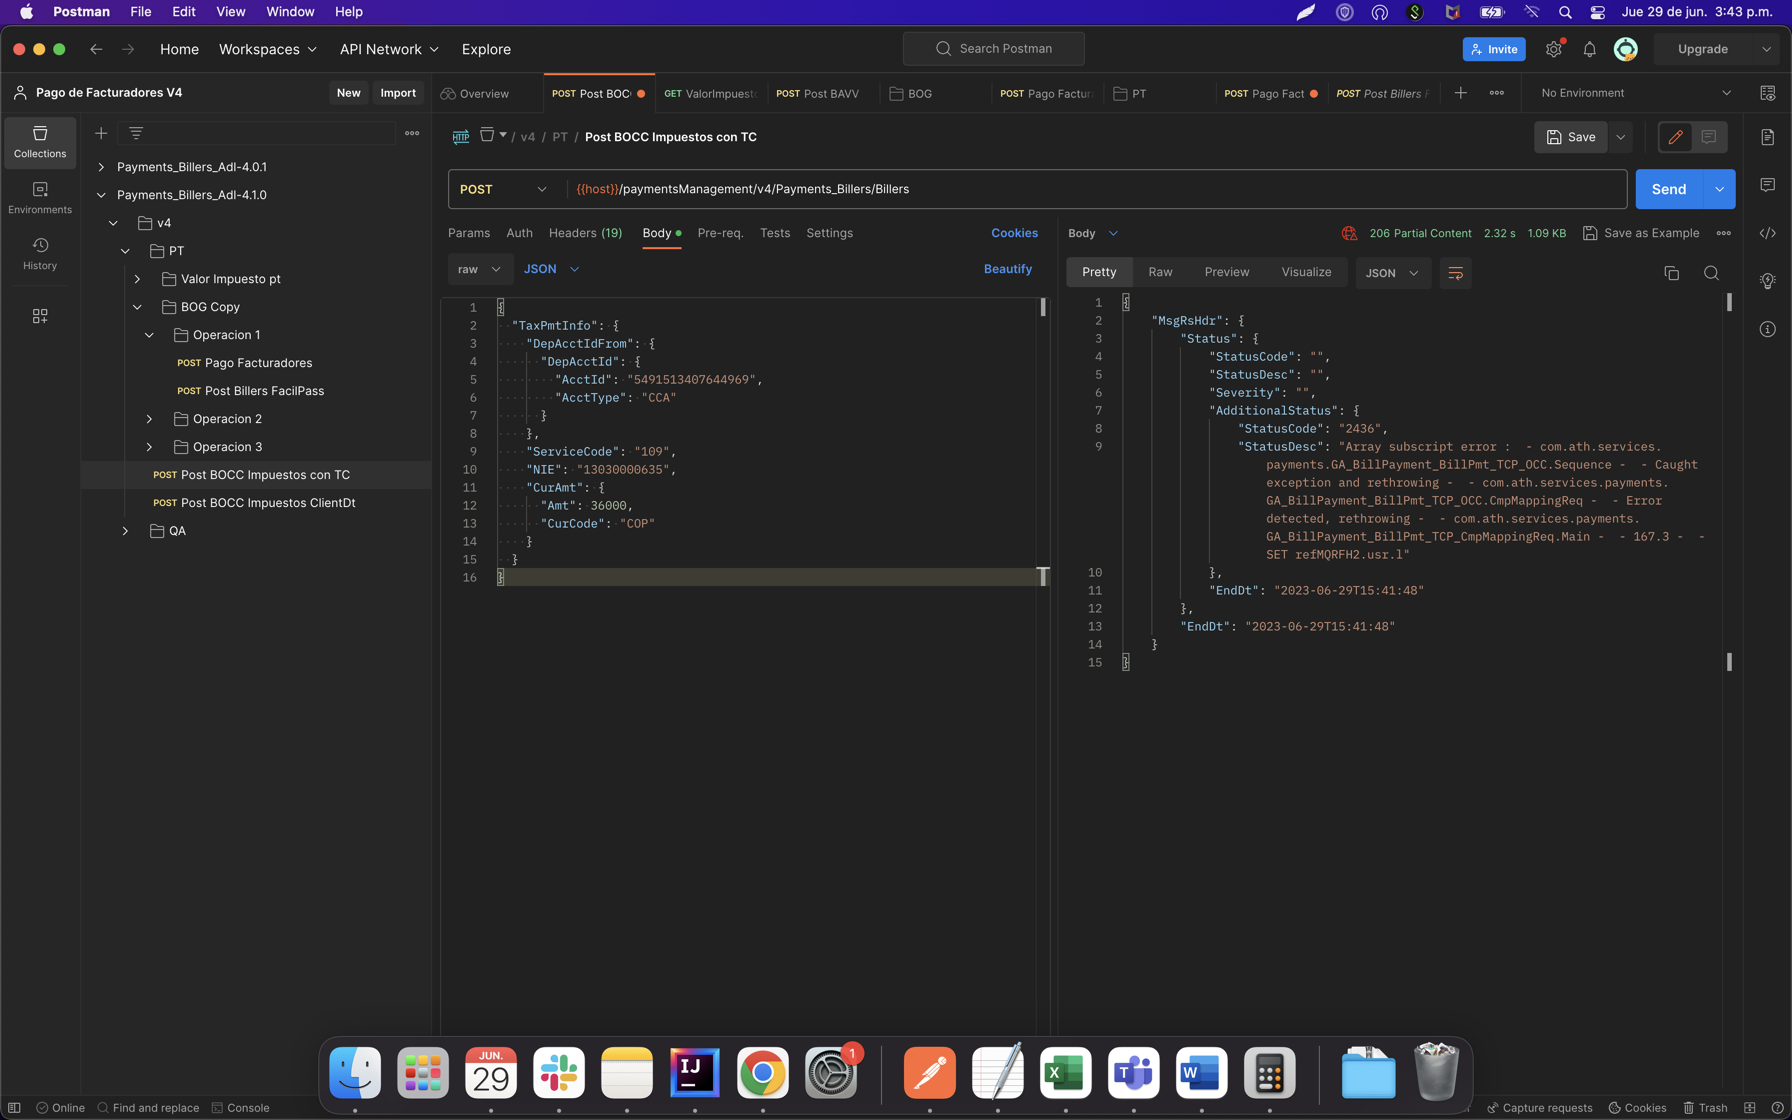 Postman File Edit View Window Help Jue 29 de jun. 3:43 p.m.
Home Workspaces API Network Explore Search Postman Invite Upgrade
Pago de Facturadores V4 New Import Overview POST Post BOC GET ValorImpuest POST Post BAVV BOG POST Pago Factur PT POST Pago Fact POST Post Billers No Environment
Collections
Environments
History
Payments_Billers_Adl-4.0.1
Payments_Billers_Adl-4.1.0
v4
PT
Valor Impuesto pt
BOG Copy
Operacion 1
POST Pago Facturadores
POST Post Billers FacilPass
Operacion 2
Operacion 3
POST Post BOCC Impuestos con TC
POST Post BOCC Impuestos ClientDt
QA
HTTP / v4 / PT / Post BOCC Impuestos con TC Save
POST {{host}}/paymentsManagement/v4/Payments_Billers/Billers Send
Params Auth Headers (19) Body Pre-req. Tests Settings Cookies
raw JSON Beautify
1 {
2 "TaxPmtInfo": {
3 "DepAcctIdFrom": {
4 "DepAcctId": {
5 "AcctId": "5491513407644969",
6 "AcctType": "CCA"
7 }
8 },
9 "ServiceCode": "109",
10 "NIE": "13030000635",
11 "CurAmt": {
12 "Amt": 36000,
13 "CurCode": "COP"
14 }
15 }
16 }
Body 206 Partial Content 2.32 s 1.09 KB Save as Example
Pretty Raw Preview Visualize JSON
1 {
2 "MsgRsHdr": {
3 "Status": {
4 "StatusCode": "",
5 "StatusDesc": "",
6 "Severity": "",
7 "AdditionalStatus": {
8 "StatusCode": "2436",
9 "StatusDesc": "Array subscript error : - com.ath.services.
payments.GA_BillPayment_BillPmt_TCP_OCC.Sequence - - Caught
exception and rethrowing - - com.ath.services.payments.
GA_BillPayment_BillPmt_TCP_OCC.CmpMappingReq - - Error
detected, rethrowing - - com.ath.services.payments.
GA_BillPayment_BillPmt_TCP_CmpMappingReq.Main - - 167.3 - -
SET refMQRFH2.usr.l"
10 },
11 "EndDt": "2023-06-29T15:41:48"
12 },
13 "EndDt": "2023-06-29T15:41:48"
14 }
15 }
JUN.
29
IJ
1
X
T
W
Online Find and replace Console Capture requests Cookies Trash